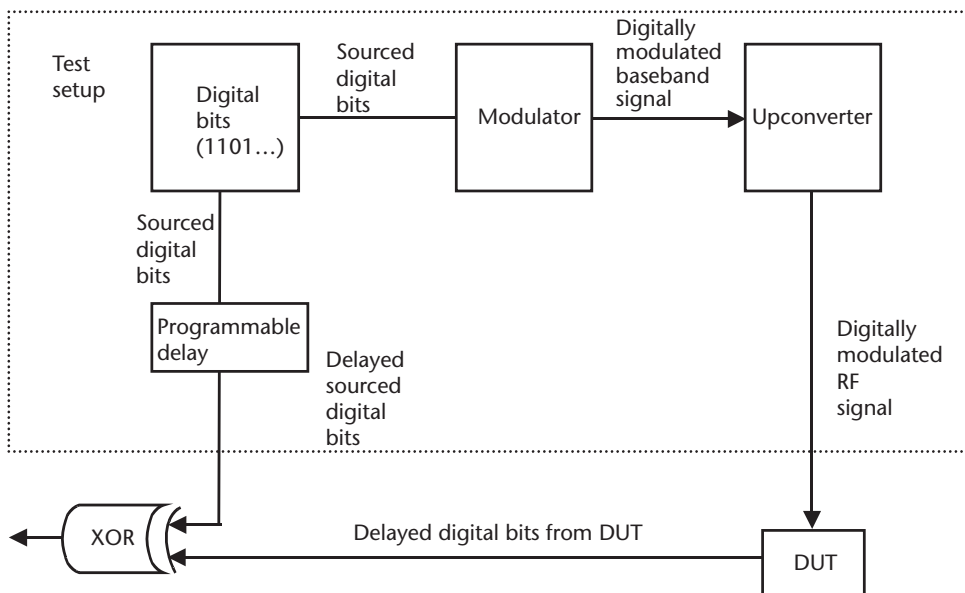 Test
setup
Digital
bits
(1101...)
Sourced
digital
bits
Modulator
Digitally
modulated
baseband
signal
Upconverter
Sourced
digital
bits
Programmable
delay
Delayed
sourced
digital
bits
Digitally
modulated
RF
signal
XOR
Delayed digital bits from DUT
DUT